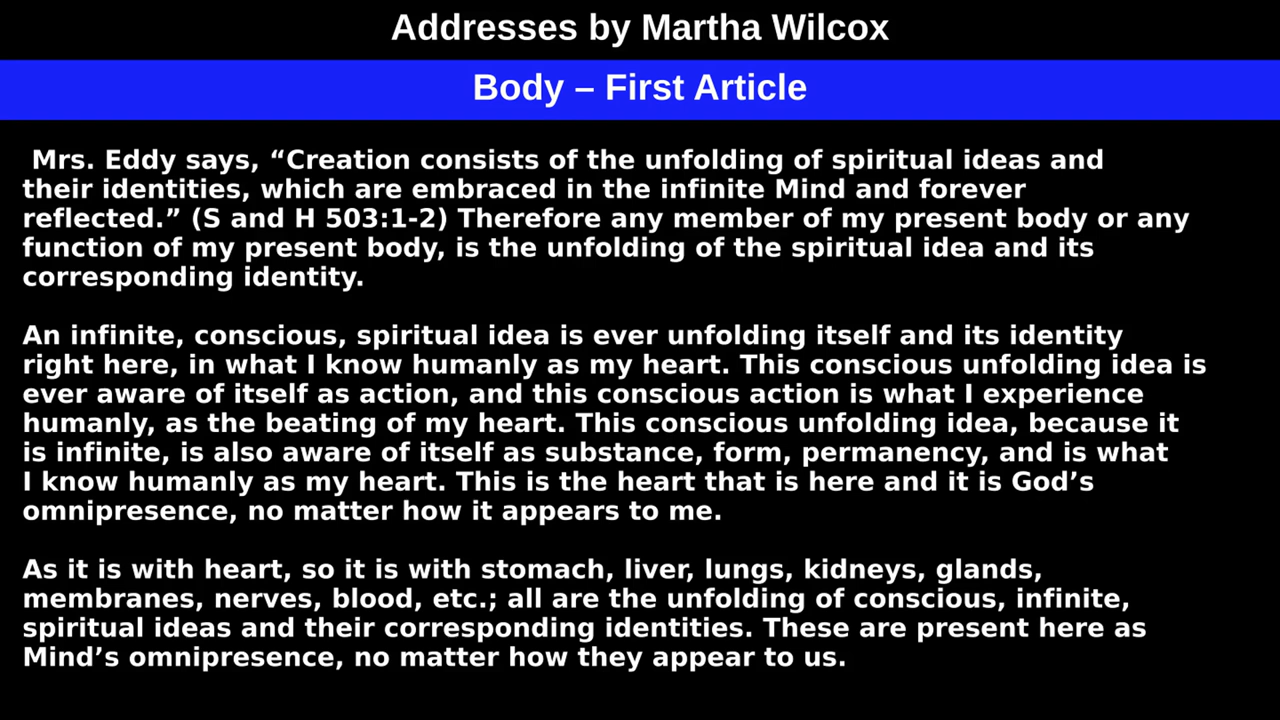 Addresses by Martha Wilcox
Body – First Article
Mrs. Eddy says, “Creation consists of the unfolding of spiritual ideas and
their identities, which are embraced in the infinite Mind and forever
reflected.” (S and H 503:1-2) Therefore any member of my present body or any
function of my present body, is the unfolding of the spiritual idea and its
corresponding identity.
An infinite, conscious, spiritual idea is ever unfolding itself and its identity
right here, in what I know humanly as my heart. This conscious unfolding idea is
ever aware of itself as action, and this conscious action is what I experience
humanly, as the beating of my heart. This conscious unfolding idea, because it
is infinite, is also aware of itself as substance, form, permanency, and is what
I know humanly as my heart. This is the heart that is here and it is God’s
omnipresence, no matter how it appears to me.
As it is with heart, so it is with stomach, liver, lungs, kidneys, glands,
membranes, nerves, blood, etc.; all are the unfolding of conscious, infinite,
spiritual ideas and their corresponding identities. These are present here as
Mind’s omnipresence, no matter how they appear to us.